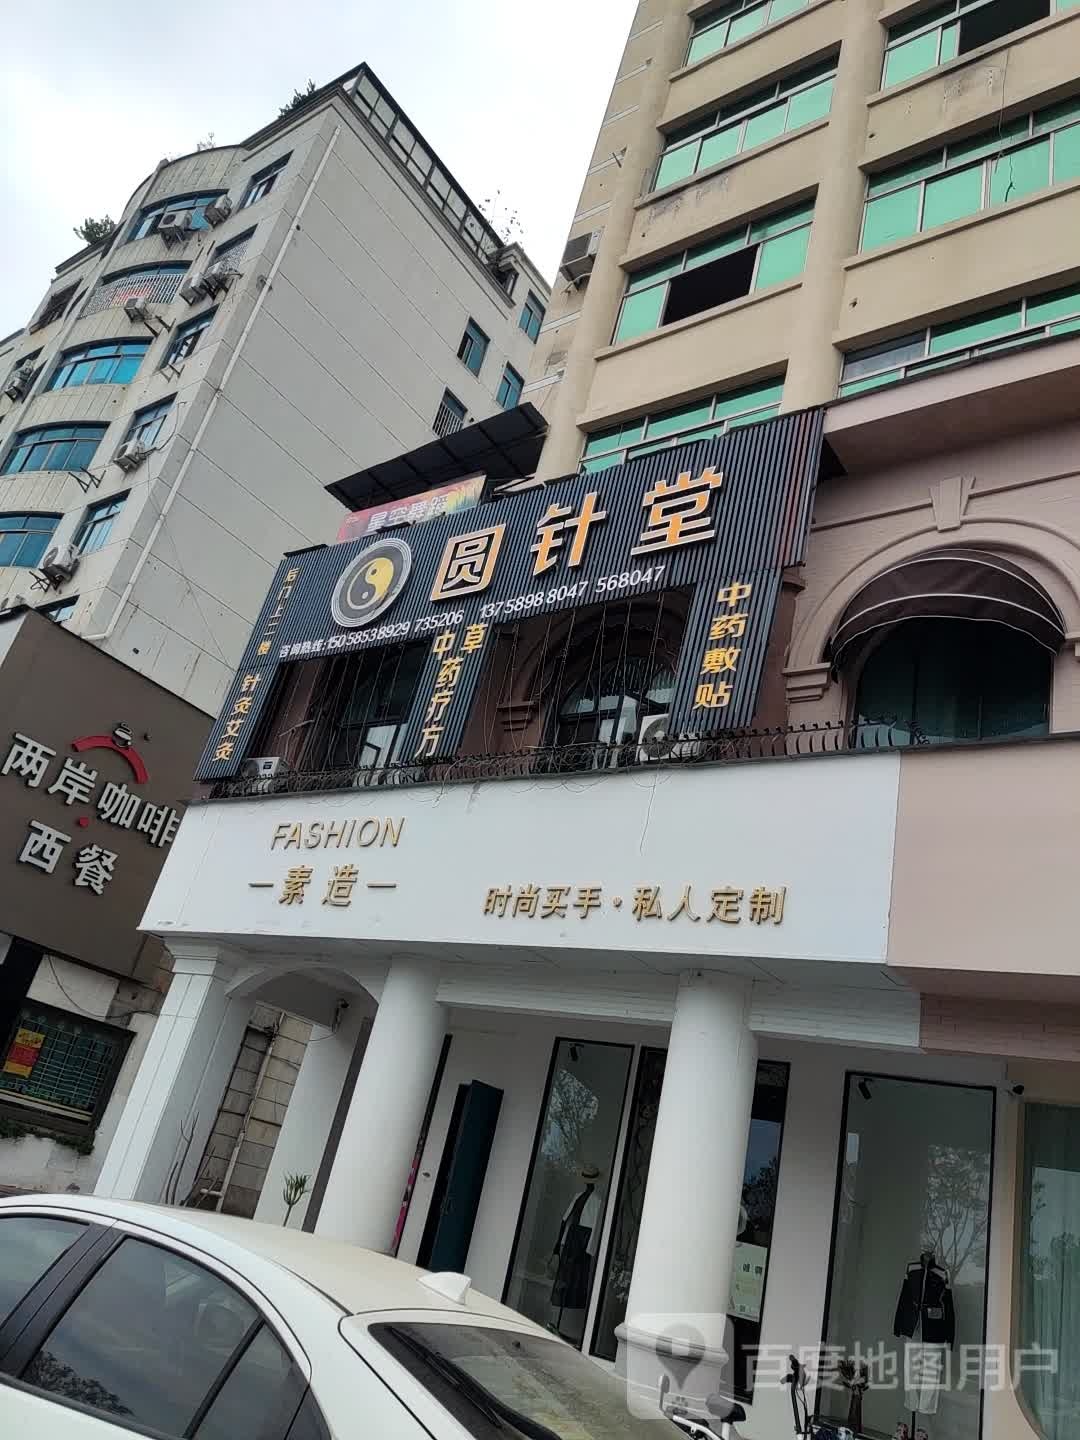 星空
圆针堂
后门上二楼
咨询热线:15058538929 735206 13758988047 568047
针灸艾灸
中药疗方
草
中药敷贴
两岸咖啡
·西餐
FASHION
一素造一
时尚买手·私人定制
百度地图用户